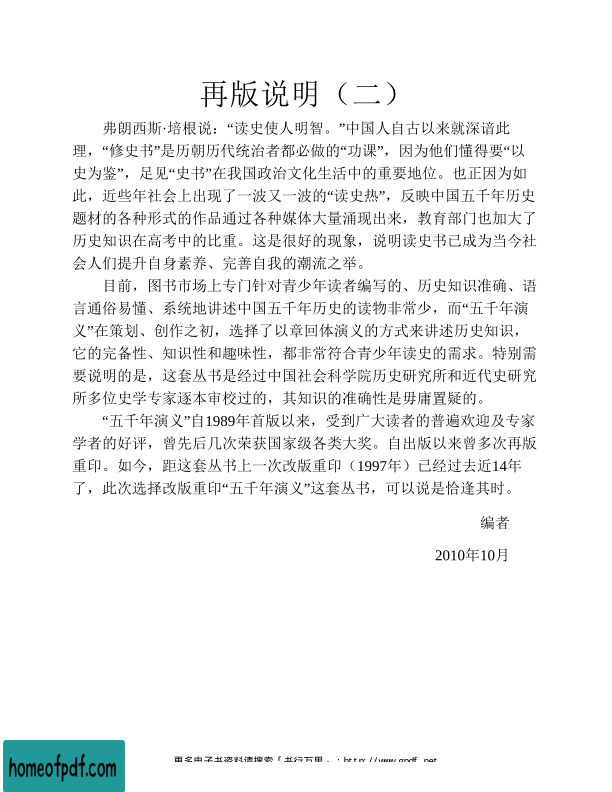 再版说明（二）
弗朗西斯·培根说：“读史使人明智。”中国人自古以来就深谙此
理，“修史书”是历朝历代统治者都必做的“功课”，因为他们懂得要“以
史为鉴”，足见“史书”在我国政治文化生活中的重要地位。也正因为如
此，近些年社会上出现了一波又一波的“读史热”，反映中国五千年历史
题材的各种形式的作品通过各种媒体大量涌现出来，教育部门也加大了
历史知识在高考中的比重。这是很好的现象，说明读史书已成为当今社
会人们提升自身素养、完善自我的潮流之举。
目前，图书市场上专门针对青少年读者编写的、历史知识准确、语
言通俗易懂、系统地讲述中国五千年历史的读物非常少，而“五千年演
义”在策划、创作之初，选择了以章回体演义的方式来讲述历史知识，
它的完备性、知识性和趣味性，都非常符合青少年读史的需求。特别需
要说明的是，这套丛书是经过中国社会科学院历史研究所和近代史研究
所多位史学专家逐本审校过的，其知识的准确性是毋庸置疑的。
“五千年演义”自1989年首版以来，受到广大读者的普遍欢迎及专家
学者的好评，曾先后几次荣获国家级各类大奖。自出版以来曾多次再版
重印。如今，距这套丛书上一次改版重印（1997年）已经过去近14年
了，此次选择改版重印“五千年演义”这套丛书，可以说是恰逢其时。
编者
2010年10月
更多电子书资料请搜索「书行万里」：http://www.gpdf.net
homeofpdf.com